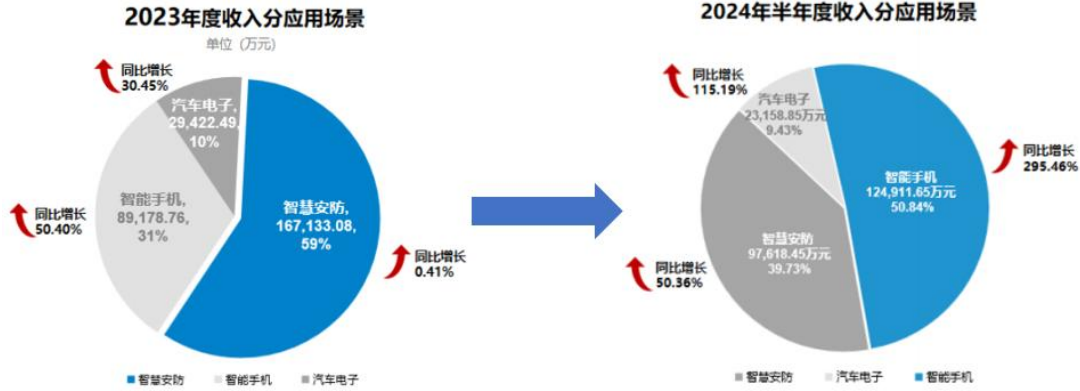 2023年度收入分应用场景
单位（万元）
同比增长
30.45%
汽车电子,
29,422.49,
10%
智能手机,
89,178.76,
31%
同比增长
50.40%
智慧安防,
167,133.08,
59%
同比增长
0.41%
智慧安防 智能手机 汽车电子
2024年半年度收入分应用场景
同比增长
115.19%
汽车电子
23,158.85万元
9.43%
智能手机
124,911.65万元
50.84%
同比增长
295.46%
智慧安防
97,618.45万元
39.73%
同比增长
50.36%
智慧安防 汽车电子 智能手机